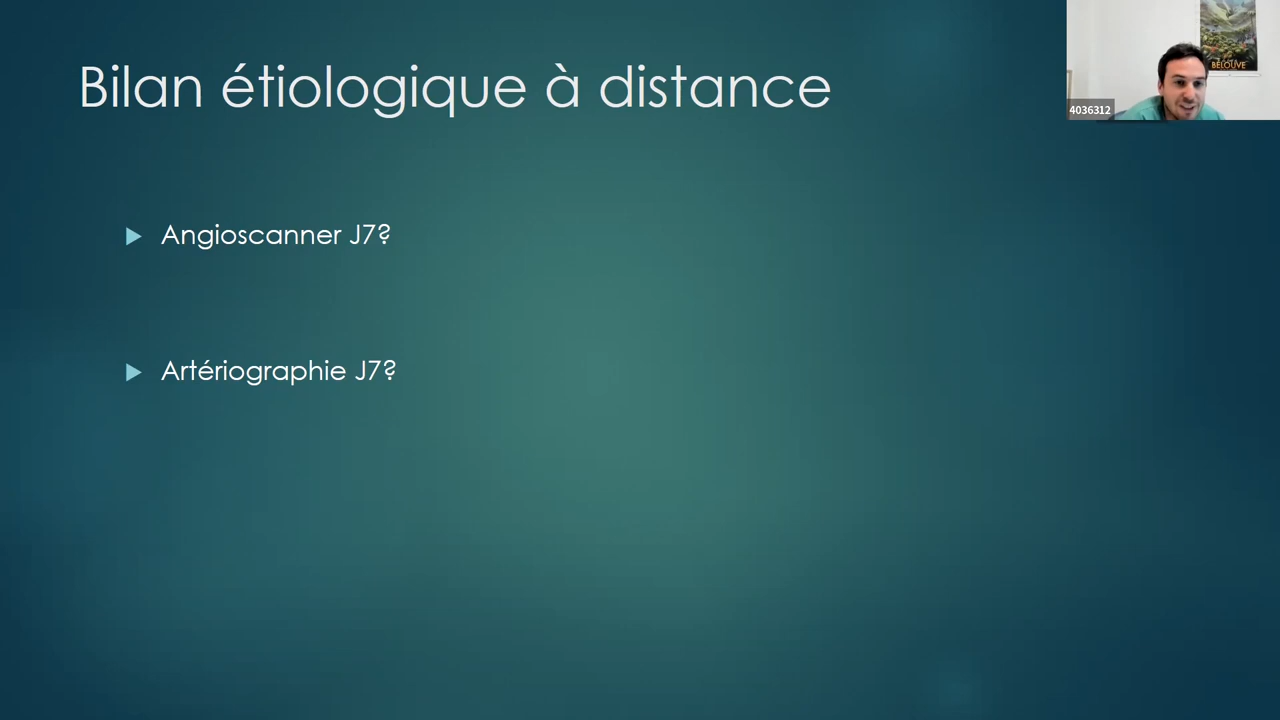 Bilan étiologique à distance
Angioscanner J7?
Artériographie J7?
4036312
BELOUVE